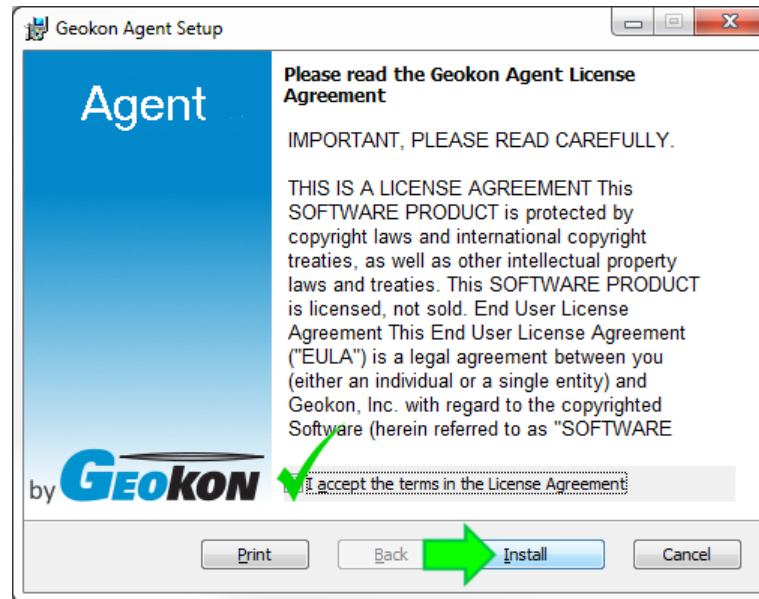 Geokon Agent Setup
Agent
Please read the Geokon Agent License
Agreement
IMPORTANT, PLEASE READ CAREFULLY.
THIS IS A LICENSE AGREEMENT This
SOFTWARE PRODUCT is protected by
copyright laws and international copyright
treaties, as well as other intellectual property
laws and treaties. This SOFTWARE PRODUCT
is licensed, not sold. End User License
Agreement This End User License Agreement
("EULA") is a legal agreement between you
(either an individual or a single entity) and
Geokon, Inc. with regard to the copyrighted
Software (herein referred to as "SOFTWARE
by GEOKON
I accept the terms in the License Agreement
Print Back Install Cancel